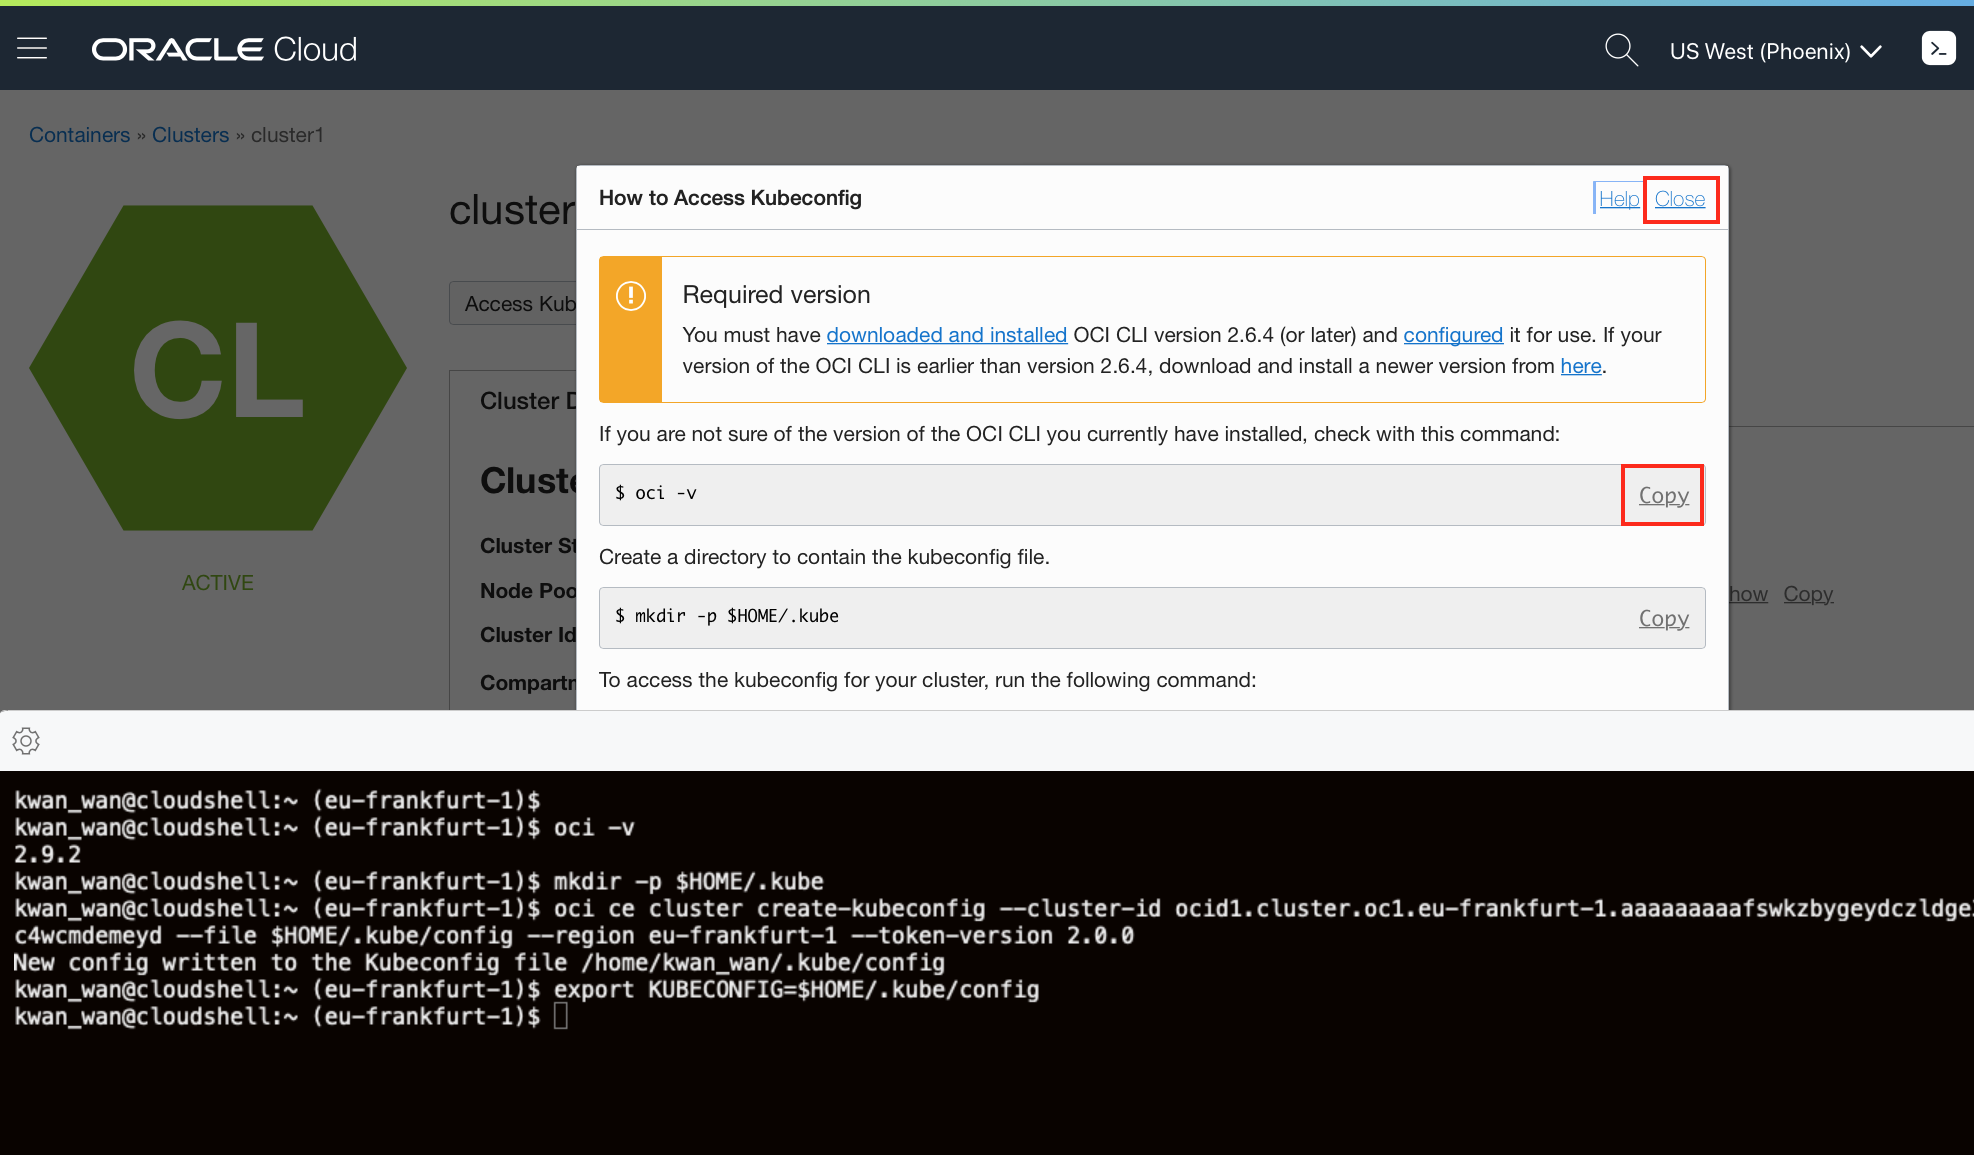 ORACLE Cloud
US West (Phoenix)
Containers » Clusters » cluster1
CL
ACTIVE
cluster
Access Kub
Cluster D
Cluste
Cluster St
Node Poo
Cluster Id
Compartm
How to Access Kubeconfig
Help Close
Required version
You must have downloaded and installed OCI CLI version 2.6.4 (or later) and configured it for use. If your
version of the OCI CLI is earlier than version 2.6.4, download and install a newer version from here.
If you are not sure of the version of the OCI CLI you currently have installed, check with this command:
$ oci -v Copy
Create a directory to contain the kubeconfig file.
$ mkdir -p $HOME/.kube Copy
To access the kubeconfig for your cluster, run the following command:
how Copy
kwan_wan@cloudshell:~ (eu-frankfurt-1)$
kwan_wan@cloudshell:~ (eu-frankfurt-1)$ oci -v
2.9.2
kwan_wan@cloudshell:~ (eu-frankfurt-1)$ mkdir -p $HOME/.kube
kwan_wan@cloudshell:~ (eu-frankfurt-1)$ oci ce cluster create-kubeconfig --cluster-id ocid1.cluster.oc1.eu-frankfurt-1.aaaaaaaaafswkzbygeydczldge
c4wcmdemeyd --file $HOME/.kube/config --region eu-frankfurt-1 --token-version 2.0.0
New config written to the Kubeconfig file /home/kwan_wan/.kube/config
kwan_wan@cloudshell:~ (eu-frankfurt-1)$ export KUBECONFIG=$HOME/.kube/config
kwan_wan@cloudshell:~ (eu-frankfurt-1)$